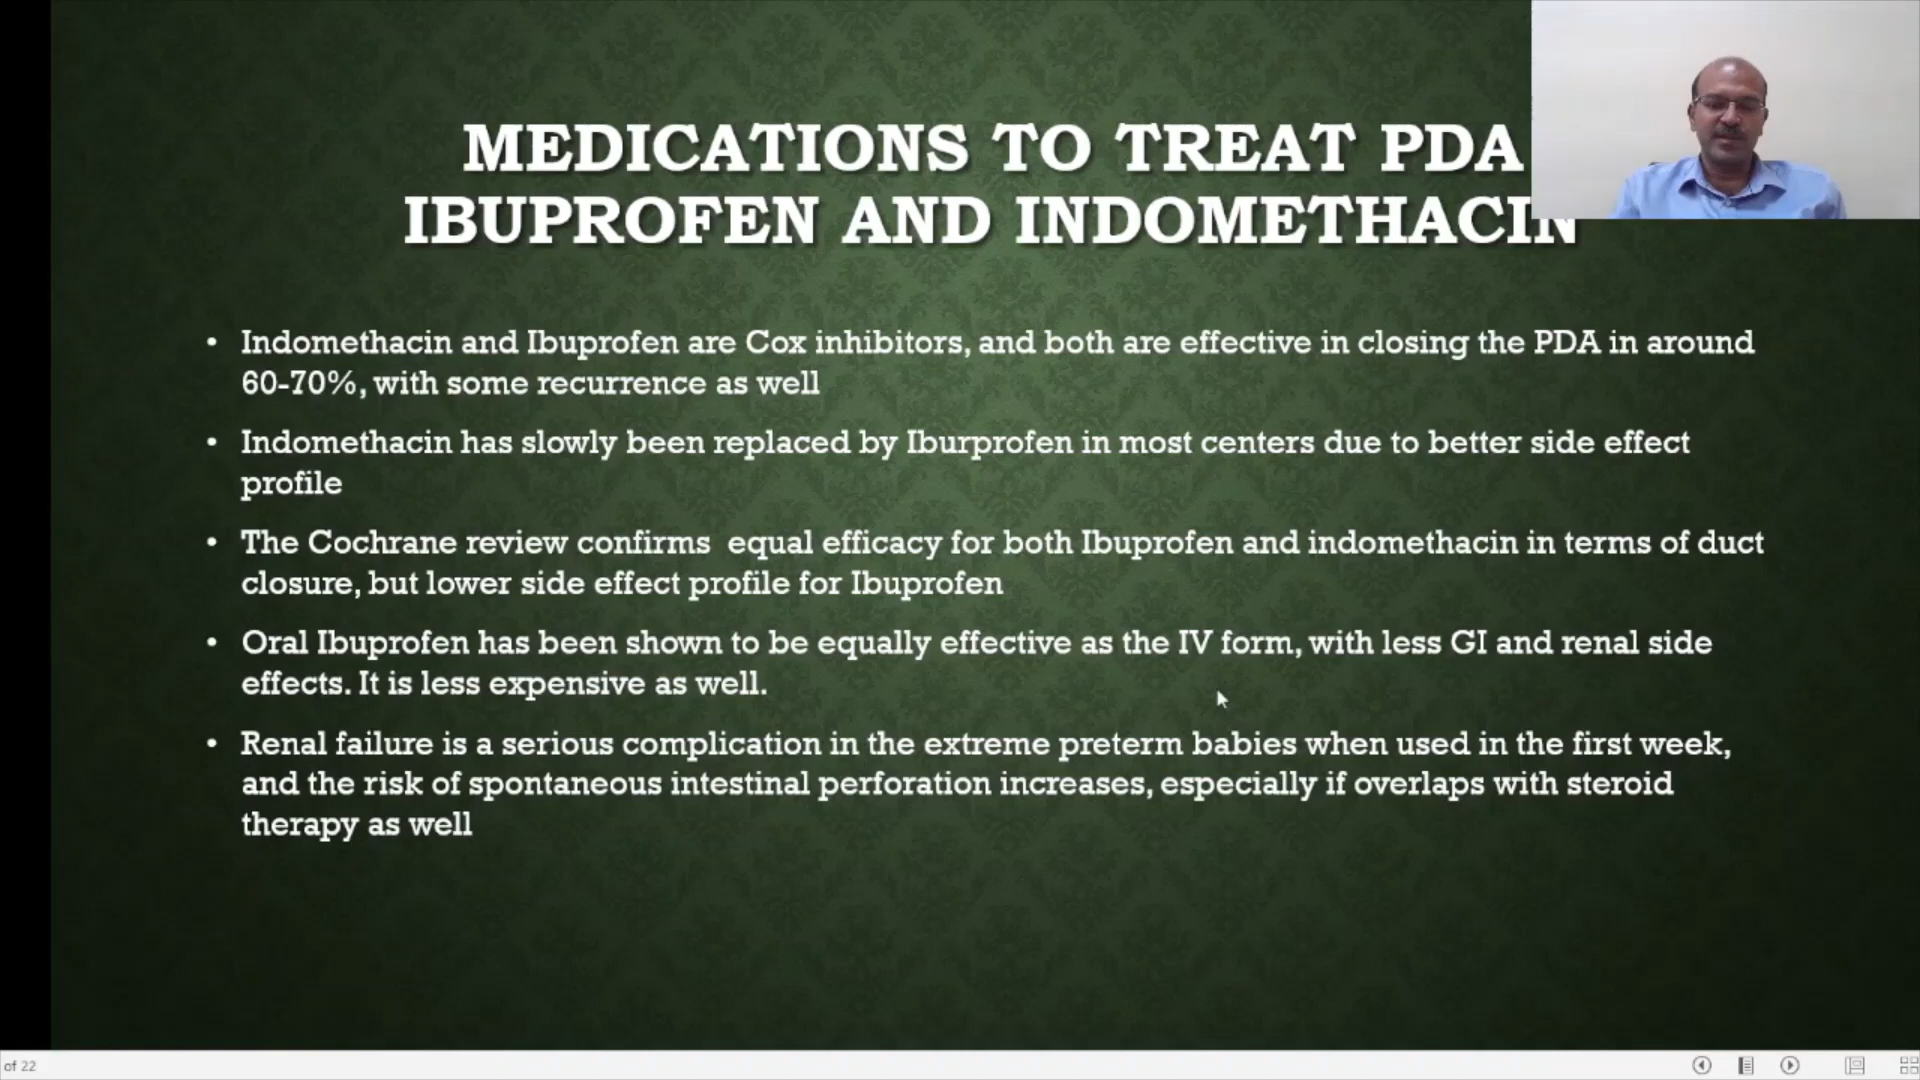 MEDICATIONS TO TREAT PDA
IBUPROFEN AND INDOMETHACIN
• Indomethacin and Ibuprofen are Cox inhibitors, and both are effective in closing the PDA in around
60-70%, with some recurrence as well
• Indomethacin has slowly been replaced by Iburprofen in most centers due to better side effect
profile
• The Cochrane review confirms equal efficacy for both Ibuprofen and indomethacin in terms of duct
closure, but lower side effect profile for Ibuprofen
• Oral Ibuprofen has been shown to be equally effective as the IV form, with less GI and renal side
effects. It is less expensive as well.
• Renal failure is a serious complication in the extreme preterm babies when used in the first week,
and the risk of spontaneous intestinal perforation increases, especially if overlaps with steroid
therapy as well
of 22